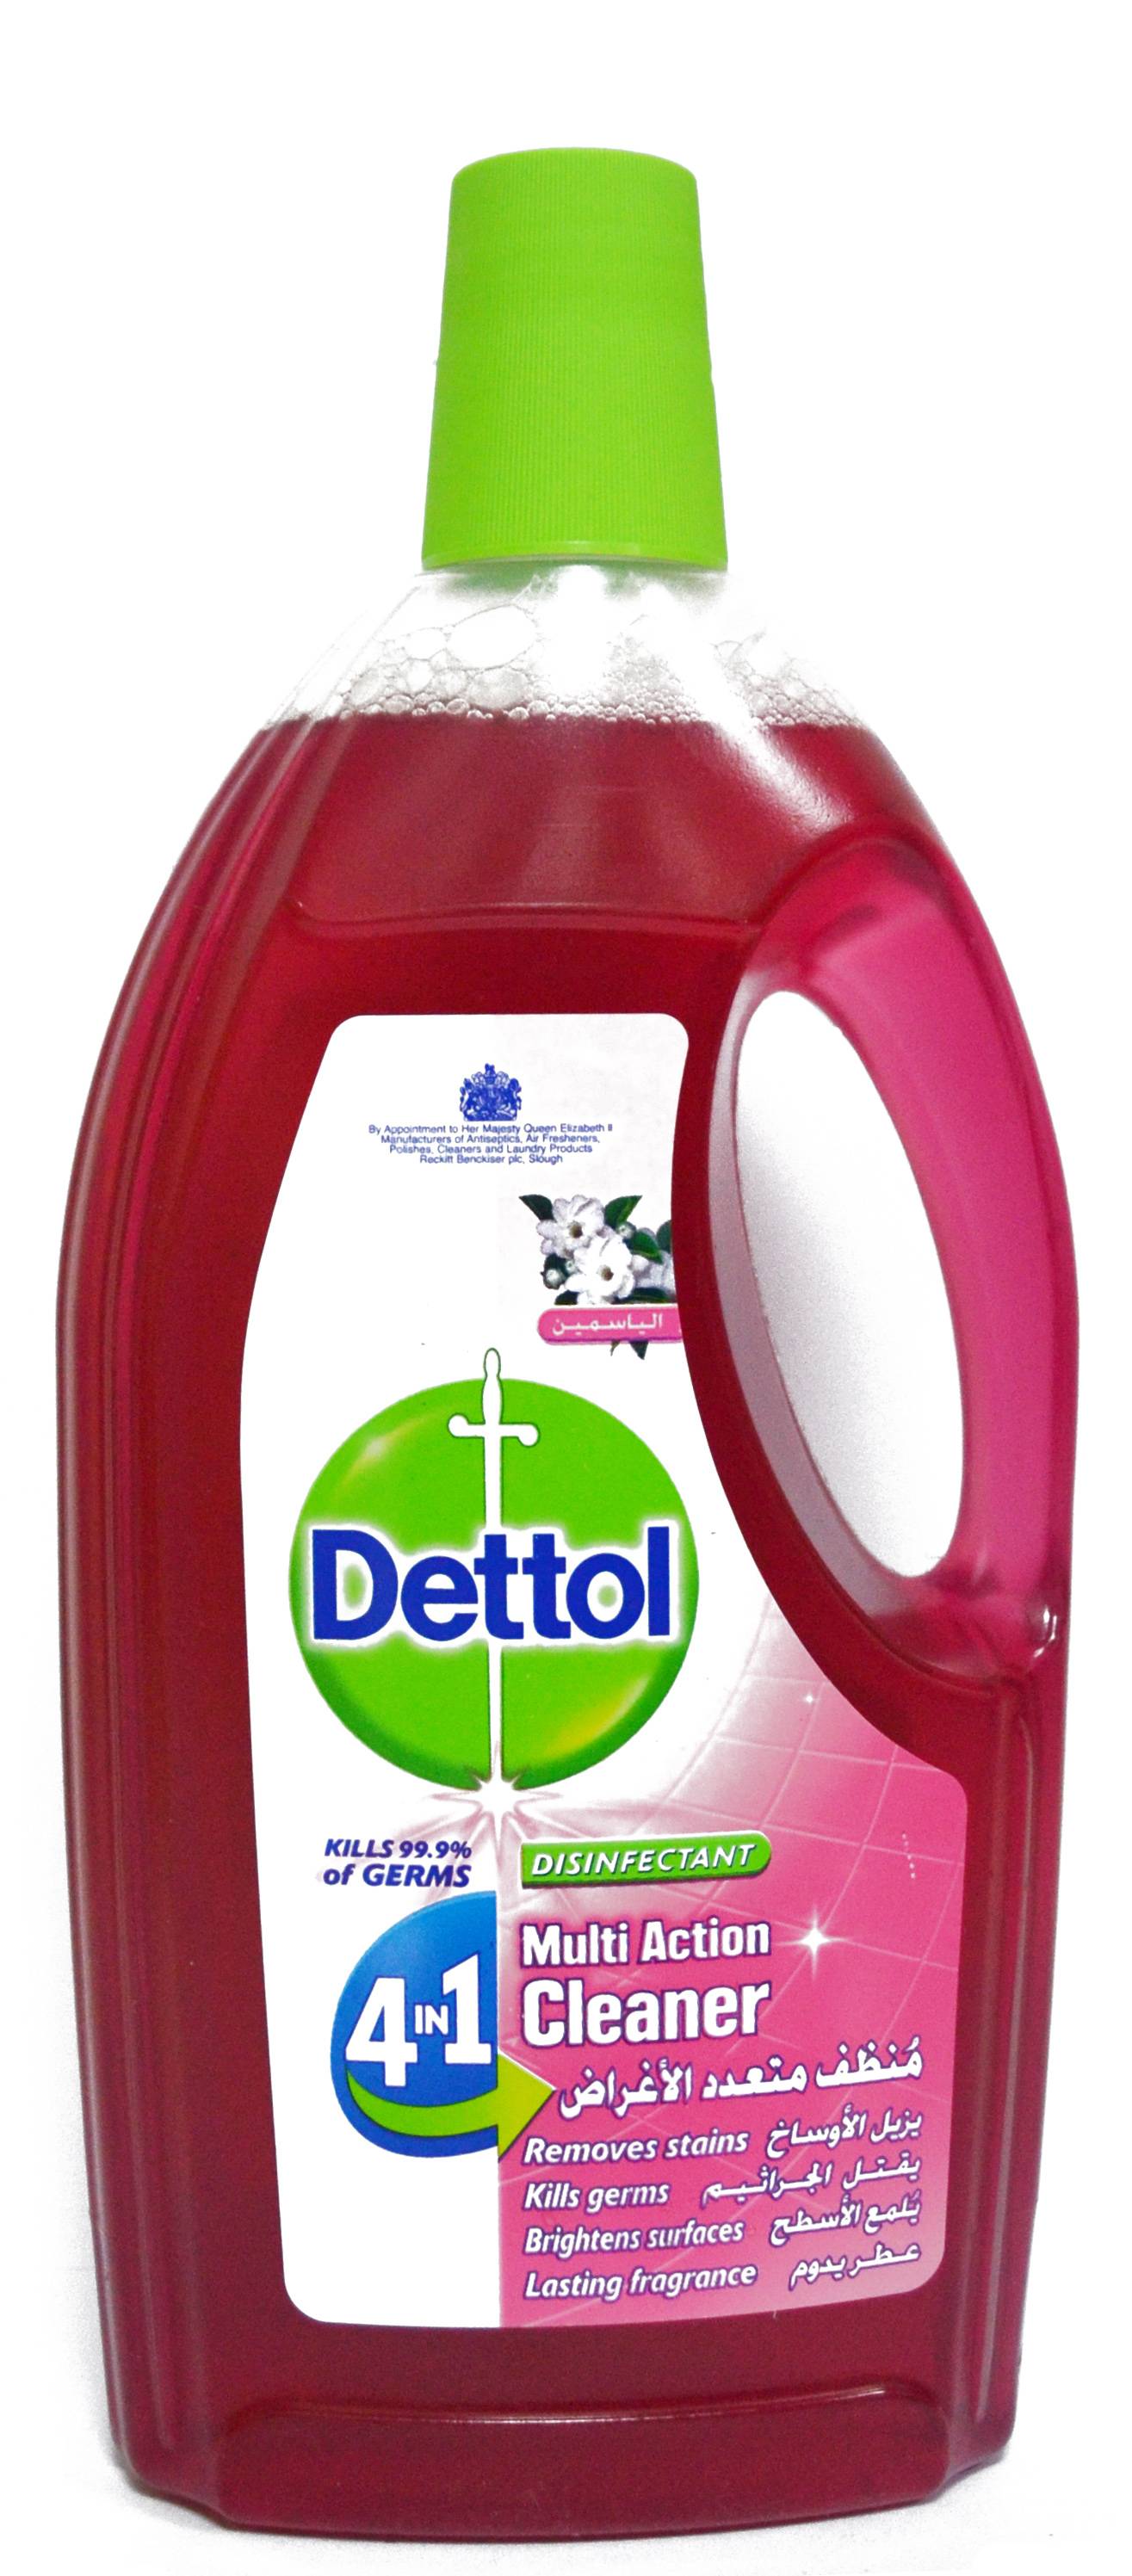 By Appointment to Her Majesty Queen Elizabeth II
Manufacturers of Antiseptics, Air Fresheners,
Polishes, Cleaners and Laundry Products
Reckitt Benckiser plc, Slough
الياسمين
Dettol
KILLS 99.9%
of GERMS
DISINFECTANT
4 IN 1
Multi Action
Cleaner
مُنظف متعدد الأغراض
Removes stains يزيل الأوساخ
Kills germs يقتل الجراثيم
Brightens surfaces يُلمع الأسطح
Lasting fragrance عطر يدوم